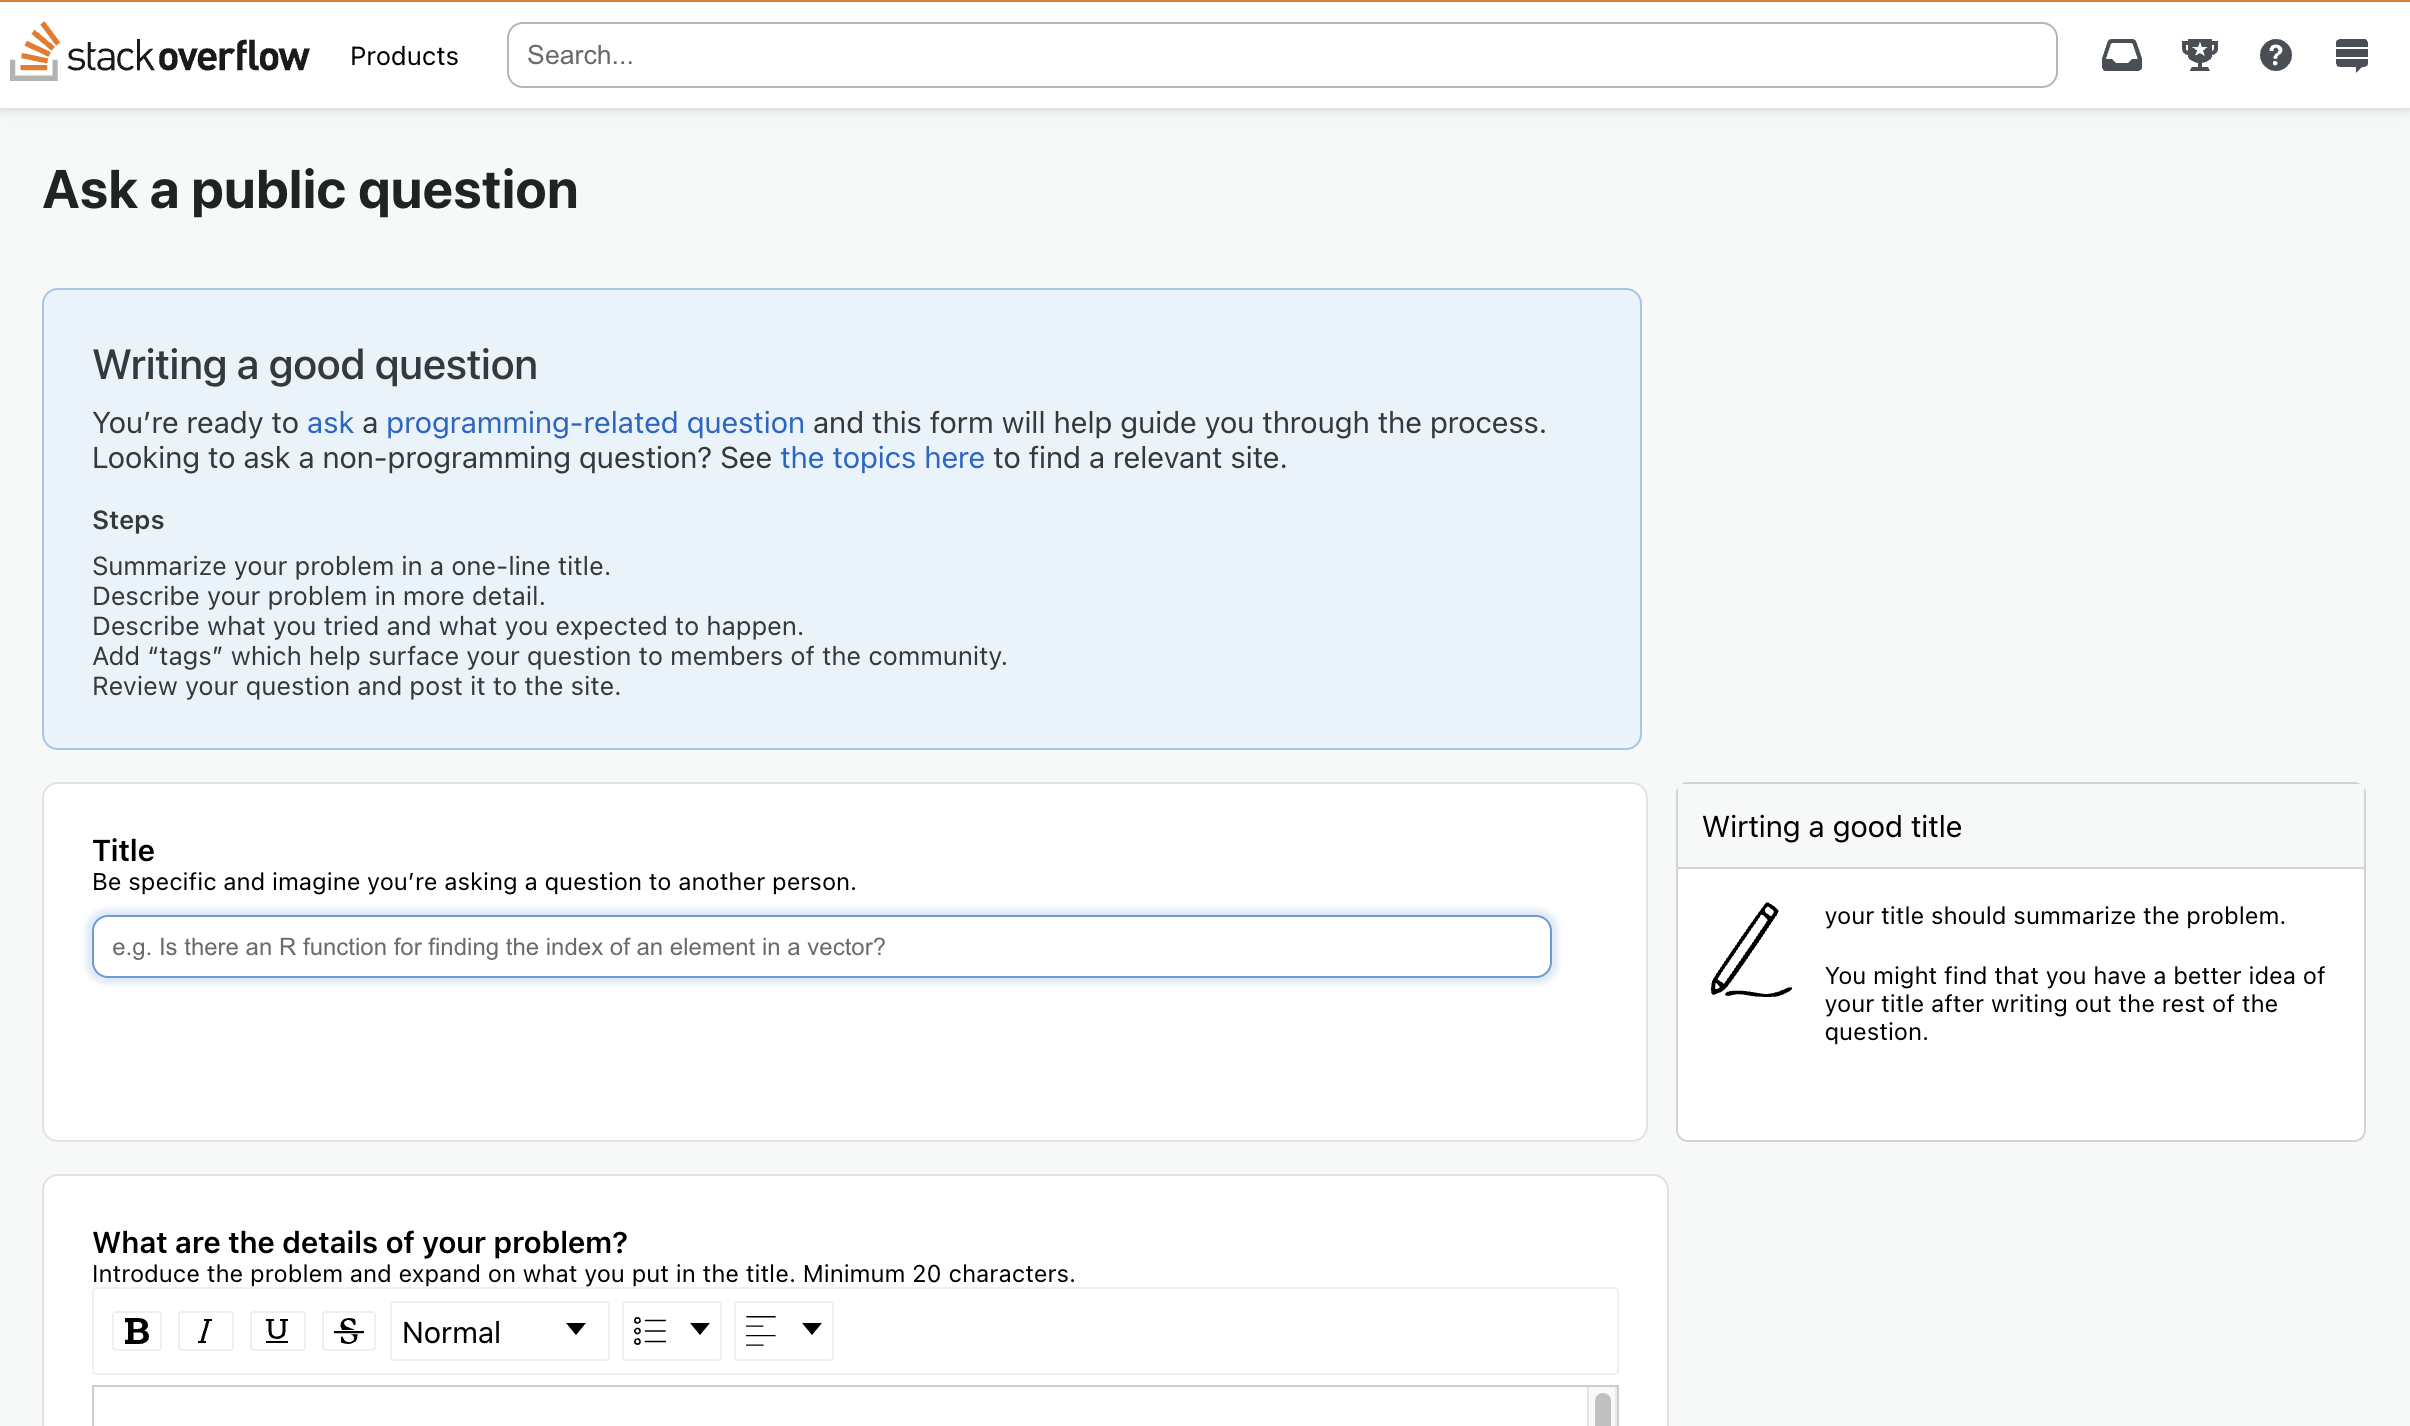 stackoverflow Products Search...
Ask a public question
Writing a good question
You're ready to ask a programming-related question and this form will help guide you through the process.
Looking to ask a non-programming question? See the topics here to find a relevant site.
Steps
Summarize your problem in a one-line title.
Describe your problem in more detail.
Describe what you tried and what you expected to happen.
Add “tags” which help surface your question to members of the community.
Review your question and post it to the site.
Title
Be specific and imagine you're asking a question to another person.
e.g. Is there an R function for finding the index of an element in a vector?
Wirting a good title
your title should summarize the problem.
You might find that you have a better idea of
your title after writing out the rest of the
question.
What are the details of your problem?
Introduce the problem and expand on what you put in the title. Minimum 20 characters.
B I U S Normal